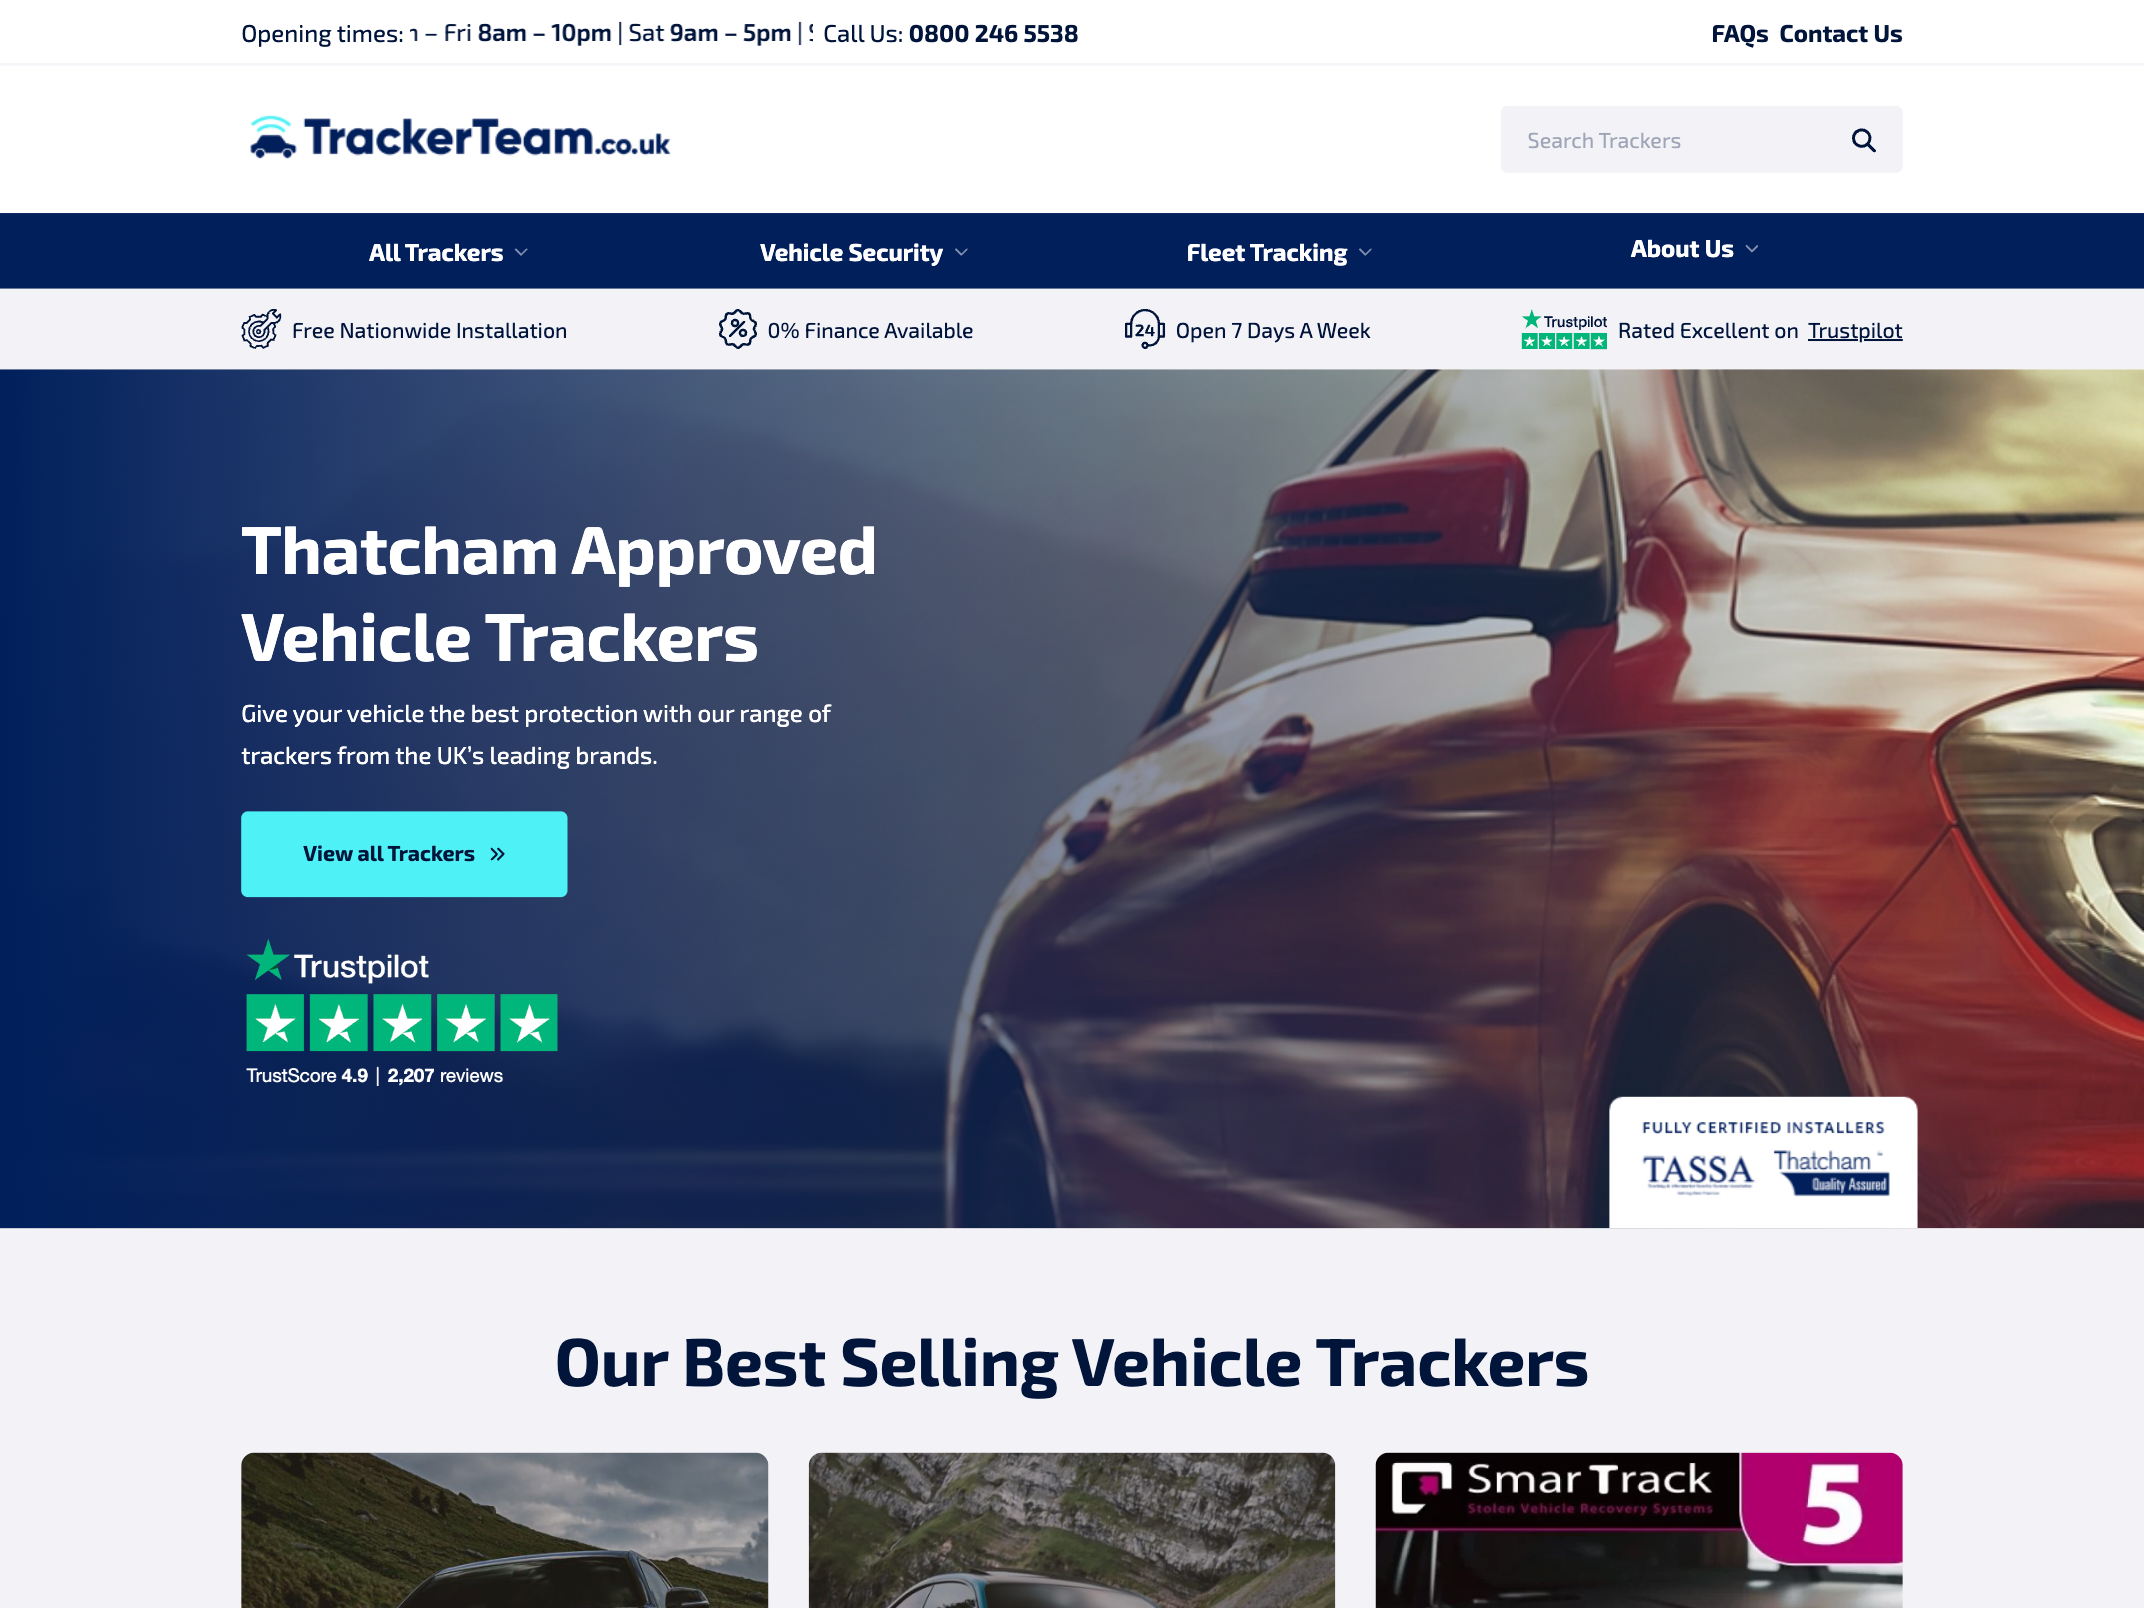 Opening times: – Fri 8am – 10pm | Sat 9am – 5pm | Call Us: 0800 246 5538
FAQs Contact Us
TrackerTeam.co.uk
Search Trackers
All Trackers
Vehicle Security
Fleet Tracking
About Us
Free Nationwide Installation
0% Finance Available
24
Open 7 Days A Week
Trustpilot
Rated Excellent on Trustpilot
Thatcham Approved
Vehicle Trackers
Give your vehicle the best protection with our range of
trackers from the UK’s leading brands.
View all Trackers »
Trustpilot
TrustScore 4.9 | 2,207 reviews
FULLY CERTIFIED INSTALLERS
TASSA
Thatcham
Quality Assured
Our Best Selling Vehicle Trackers
SmarTrack
Stolen Vehicle Recovery Systems
5